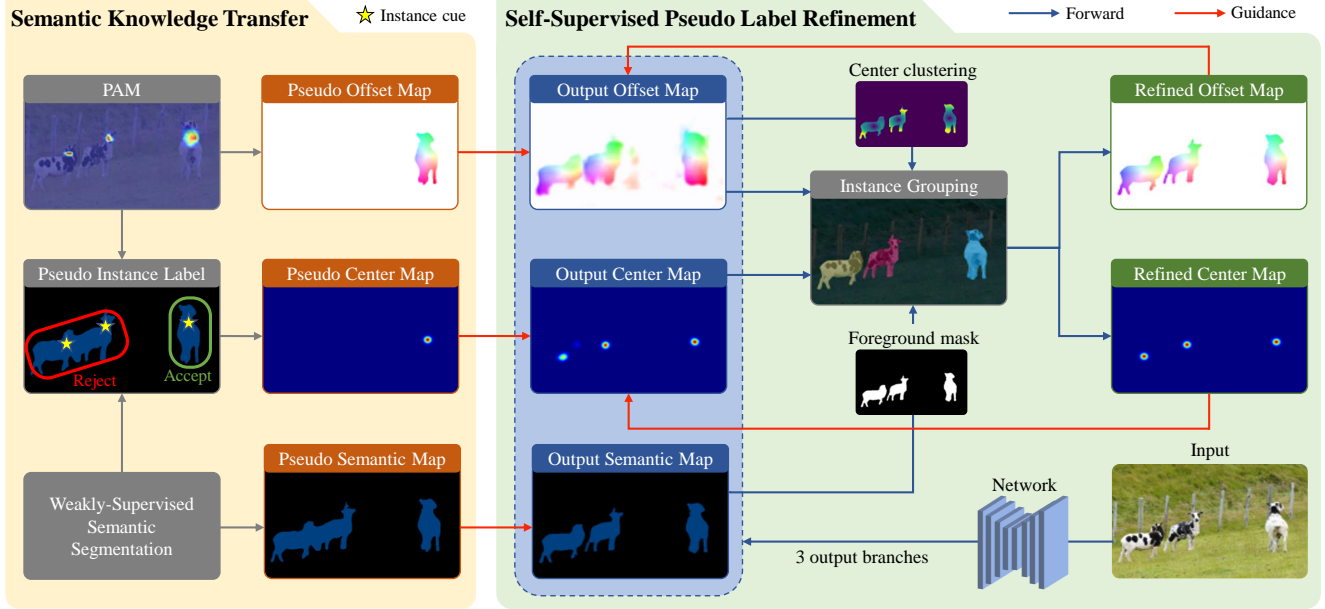 Semantic Knowledge Transfer
Instance cue
Self-Supervised Pseudo Label Refinement
Forward
Guidance
PAM
Pseudo Offset Map
Output Offset Map
Center clustering
Refined Offset Map
Instance Grouping
Pseudo Instance Label
Pseudo Center Map
Output Center Map
Refined Center Map
Reject
Accept
Foreground mask
Pseudo Semantic Map
Output Semantic Map
Input
Weakly-Supervised
Semantic
Segmentation
Network
3 output branches